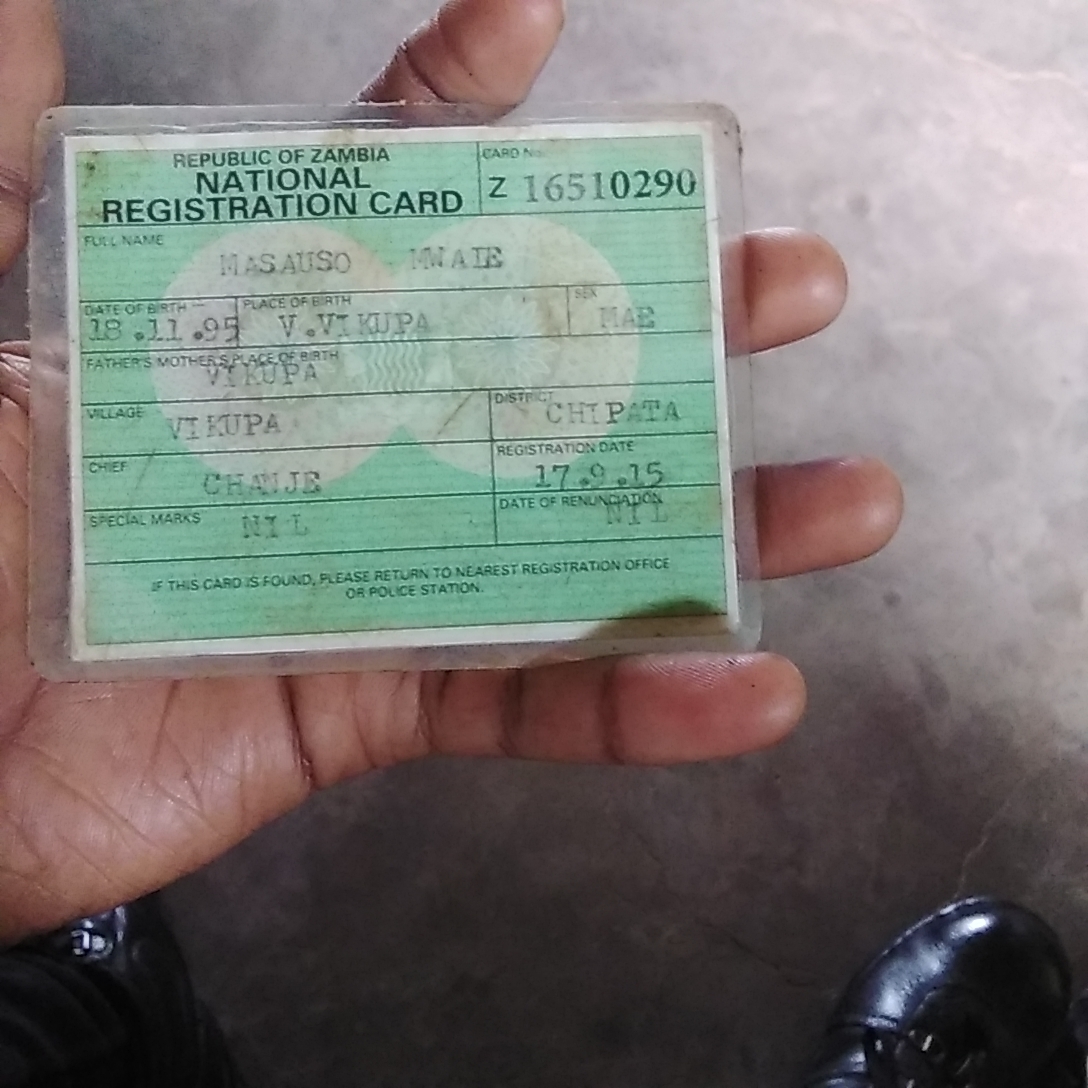 REPUBLIC OF ZAMBIA
NATIONAL
REGISTRATION CARD
CARD No.
Z 16510290
FULL NAME
MASAUSO MWAIE
DATE OF BIRTH
18.11.95
PLACE OF BIRTH
V.VIKUPA
SEX
MAE
FATHER'S MOTHER'S PLACE OF BIRTH
VIKUPA
VILLAGE
VIKUPA
DISTRICT
CHIPATA
CHIEF
CHANJE
REGISTRATION DATE
17.9.15
SPECIAL MARKS
NIL
DATE OF RENUNCIATION
NIL
IF THIS CARD IS FOUND, PLEASE RETURN TO NEAREST REGISTRATION OFFICE
OR POLICE STATION.